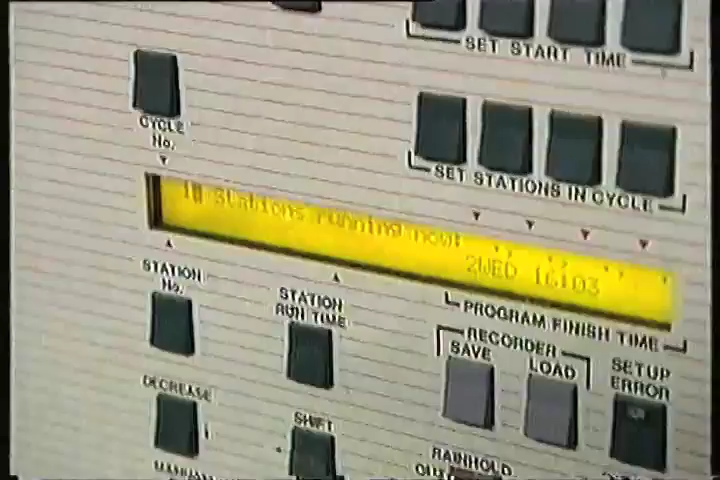 SET START TIME
CYCLE
No.
SET STATIONS IN CYCLE
stations running now:
2WED 16:03
STATION
No.
STATION
RUN TIME
PROGRAM FINISH TIME
RECORDER
SAVE
LOAD
SETUP
ERROR
DECREASE
SHIFT
RAINHOLD